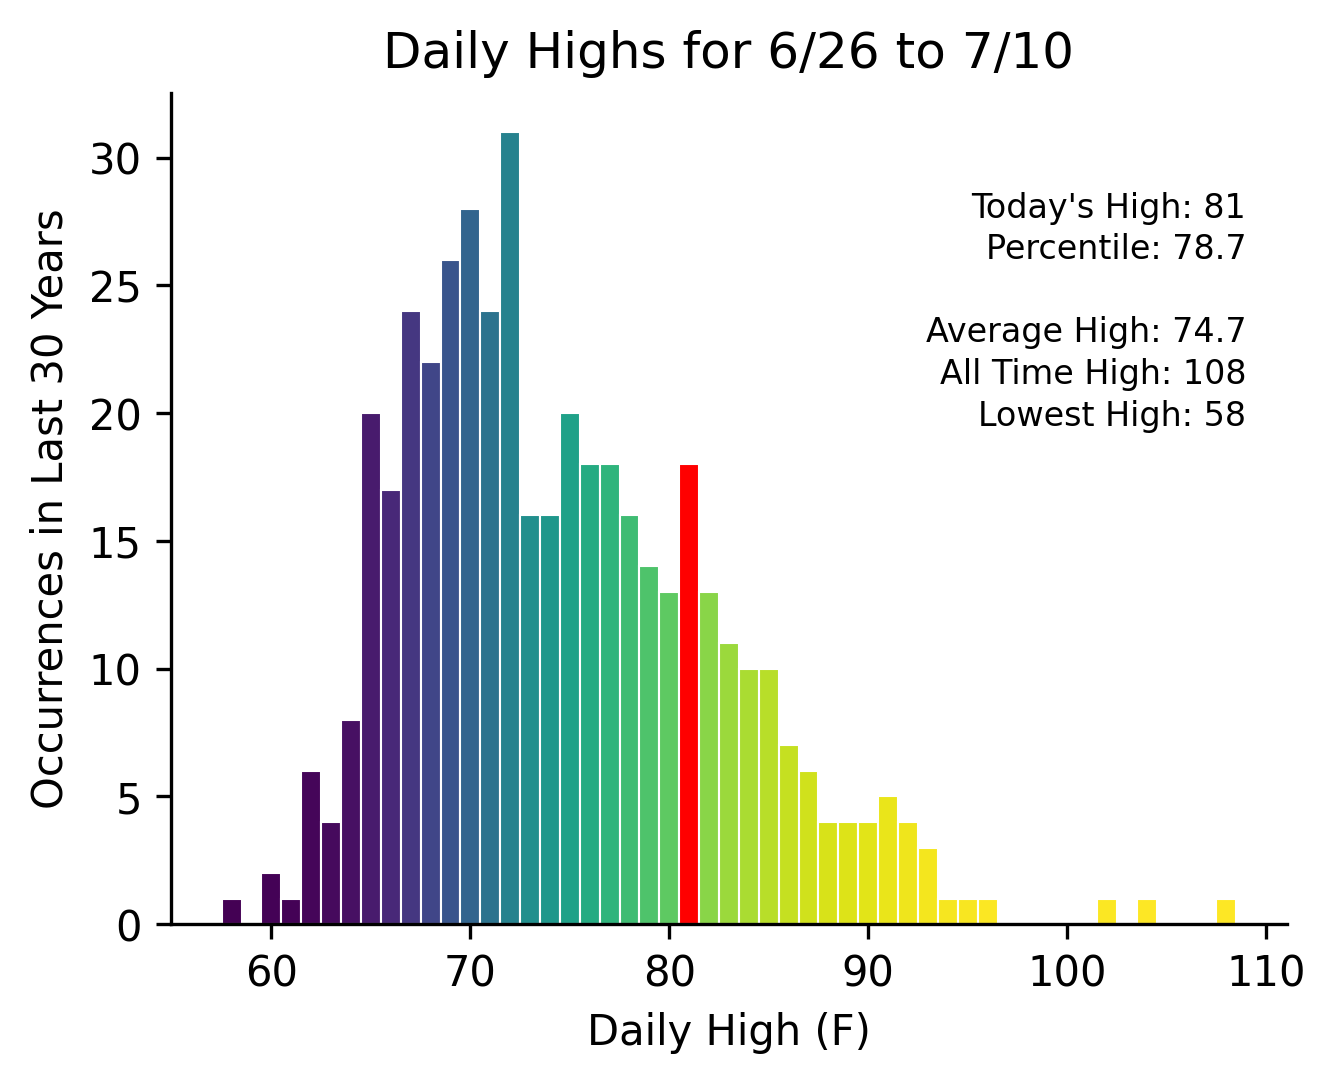 Daily Highs for 6/26 to 7/10
30
25
20
15
10
5
0
Occurrences in Last 30 Years
Today's High: 81
Percentile: 78.7
Average High: 74.7
All Time High: 108
Lowest High: 58
60 70 80 90 100 110
Daily High (F)